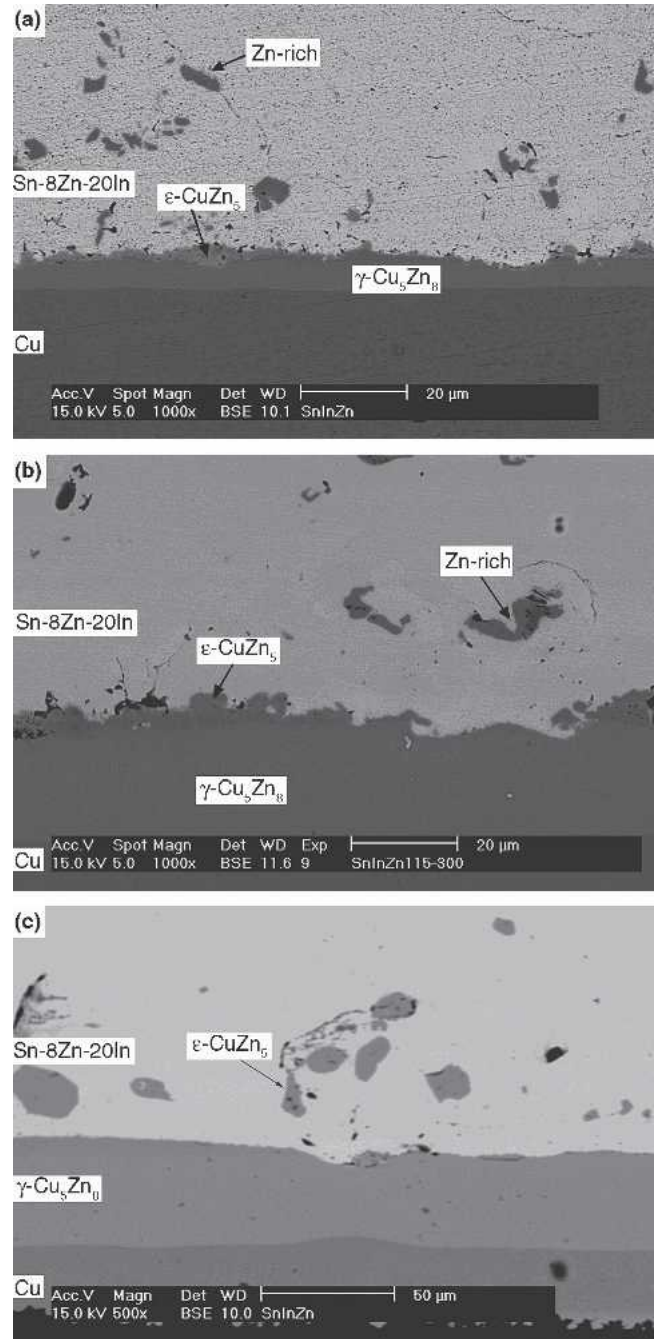 (a)
Zn-rich
Sn-8Zn-20In
ε-CuZn₅
γ-Cu₅Zn₈
Cu
Acc.V Spot Magn Det WD 20 μm
15.0 kV 5.0 1000x BSE 10.1 SnInZn
(b)
Zn-rich
Sn-8Zn-20In
ε-CuZn₅
γ-Cu₅Zn₈
Cu
Acc.V Spot Magn Det WD Exp 20 μm
15.0 kV 5.0 1000x BSE 11.6 9 SnInZn115-300
(c)
Sn-8Zn-20In
ε-CuZn₅
γ-Cu₅Zn₈
Cu
Acc.V Magn Det WD 50 μm
15.0 kV 500x BSE 10.0 SnInZn